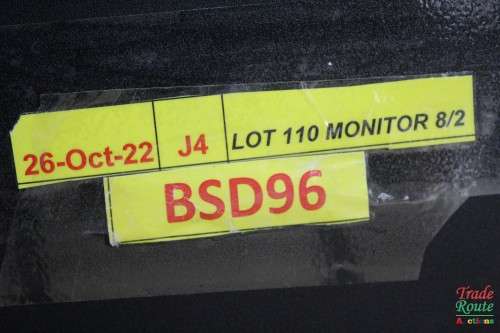 26-Oct-22 J4 LOT 110 MONITOR 8/2
BSD96
Trade
Route
Auctions